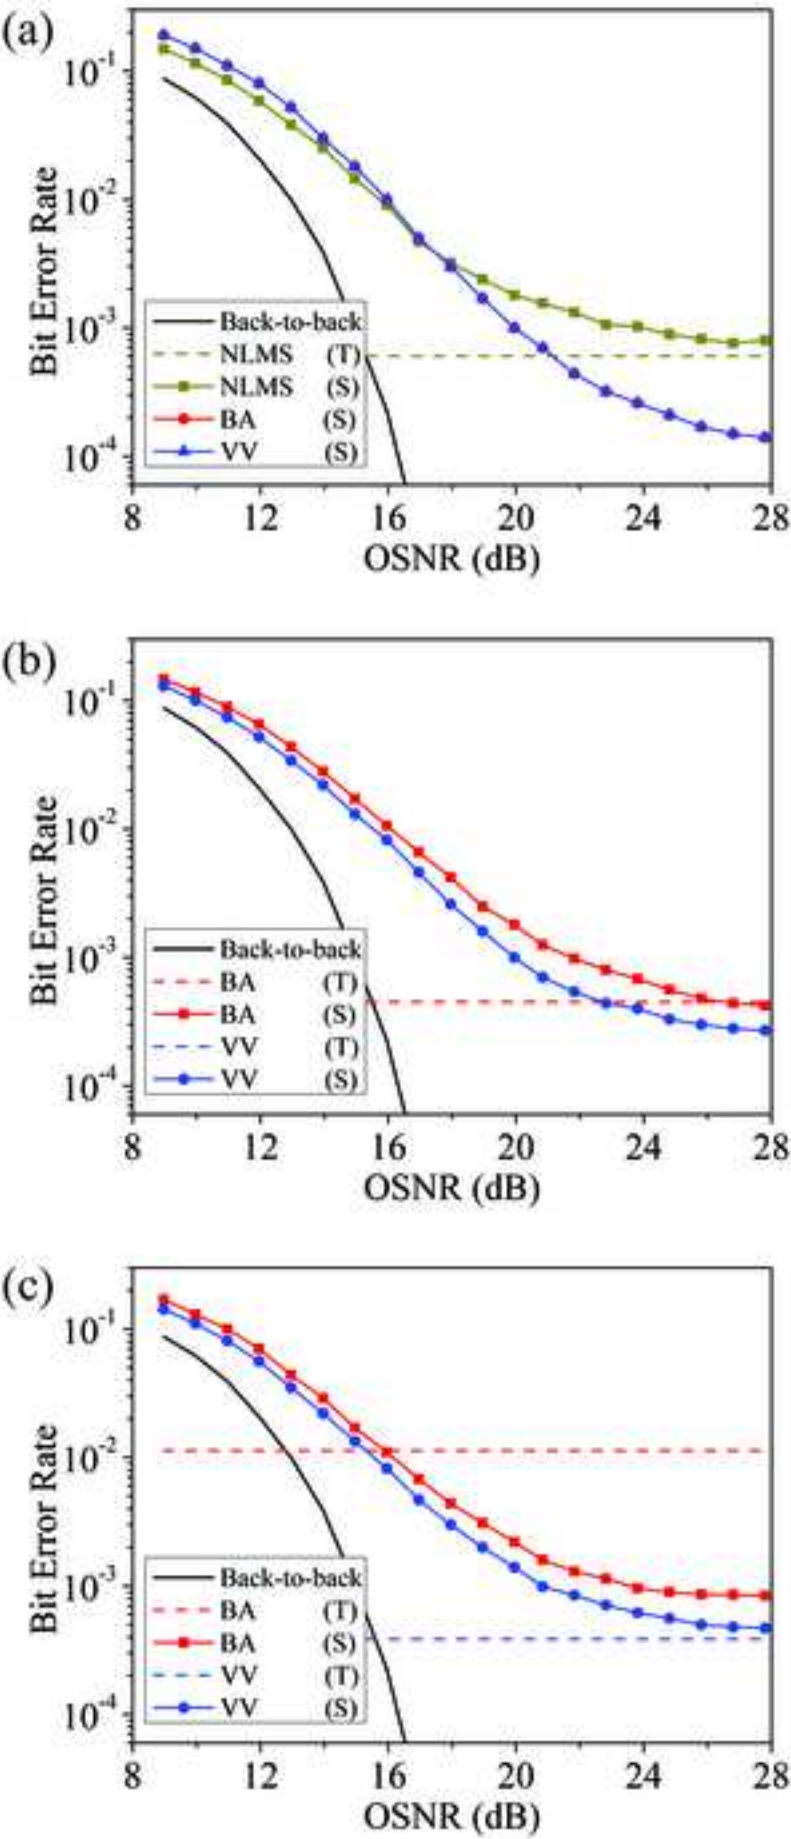 (a)
Bit Error Rate
10⁻¹
10⁻²
10⁻³
10⁻⁴
Back-to-back
NLMS (T)
NLMS (S)
BA (S)
VV (S)
8 12 16 20 24 28
OSNR (dB)
(b)
Bit Error Rate
10⁻¹
10⁻²
10⁻³
10⁻⁴
Back-to-back
BA (T)
BA (S)
VV (T)
VV (S)
8 12 16 20 24 28
OSNR (dB)
(c)
Bit Error Rate
10⁻¹
10⁻²
10⁻³
10⁻⁴
Back-to-back
BA (T)
BA (S)
VV (T)
VV (S)
8 12 16 20 24 28
OSNR (dB)